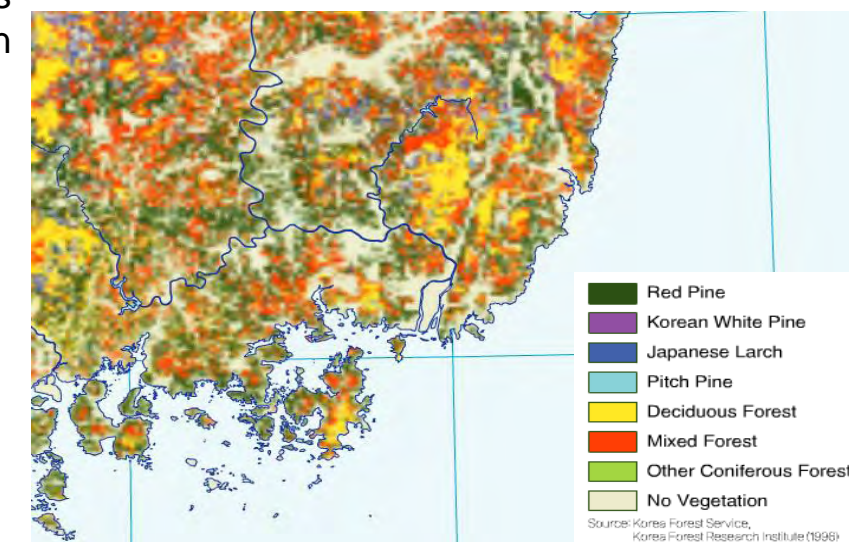 s
n
Red Pine
Korean White Pine
Japanese Larch
Pitch Pine
Deciduous Forest
Mixed Forest
Other Coniferous Forest
No Vegetation
Source: Korea Forest Service,
Korea Forest Research Institute (1996)